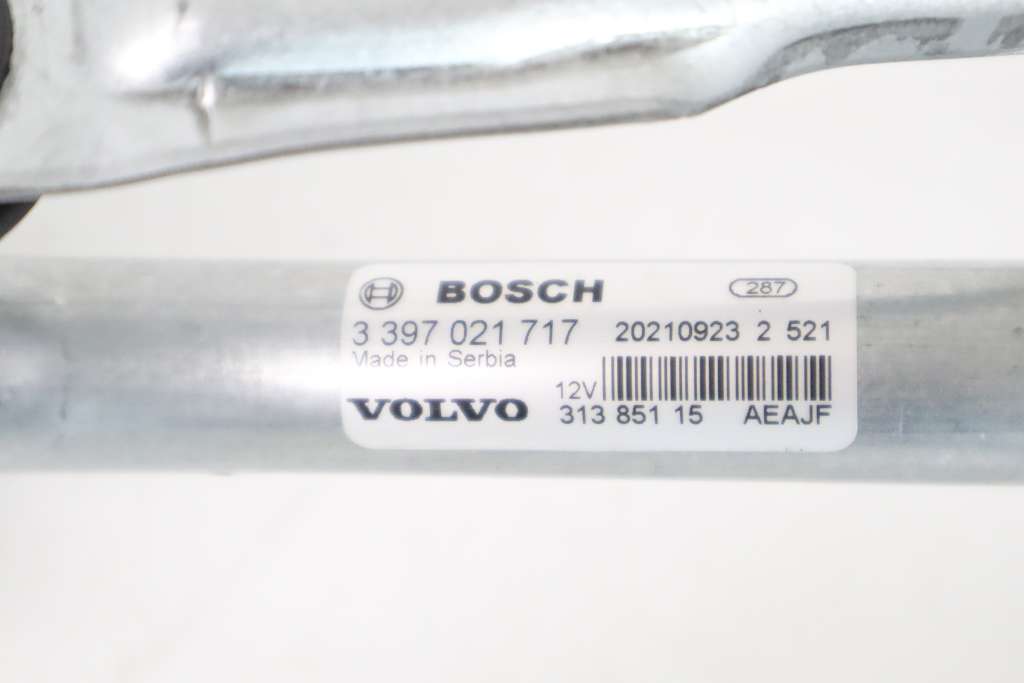 BOSCH 287
3 397 021 717 20210923 2 521
Made in Serbia
12V
VOLVO 313 851 15 AEAJF